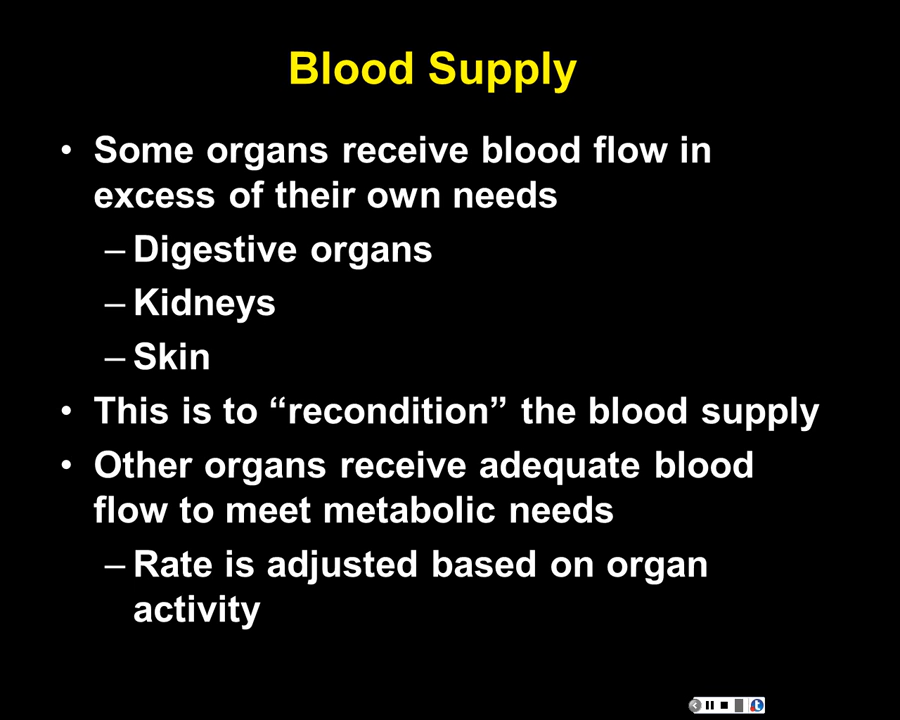 Blood Supply
• Some organs receive blood flow in
excess of their own needs
– Digestive organs
– Kidneys
– Skin
• This is to “recondition” the blood supply
• Other organs receive adequate blood
flow to meet metabolic needs
– Rate is adjusted based on organ
activity